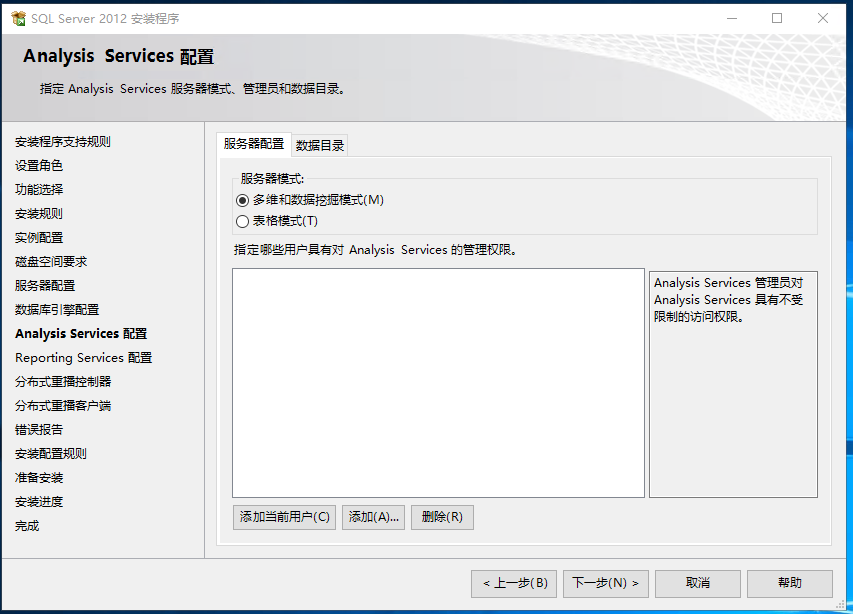 SQL Server 2012 安装程序
Analysis Services 配置
指定 Analysis Services 服务器模式、管理员和数据目录。
安装程序支持规则
设置角色
功能选择
安装规则
实例配置
磁盘空间要求
服务器配置
数据库引擎配置
Analysis Services 配置
Reporting Services 配置
分布式重播控制器
分布式重播客户端
错误报告
安装配置规则
准备安装
安装进度
完成
服务器配置 数据目录
服务器模式:
多维和数据挖掘模式(M)
表格模式(T)
指定哪些用户具有对 Analysis Services 的管理权限。
Analysis Services 管理员对
Analysis Services 具有不受
限制的访问权限。
添加当前用户(C) 添加(A)... 删除(R)
< 上一步(B) 下一步(N) > 取消 帮助